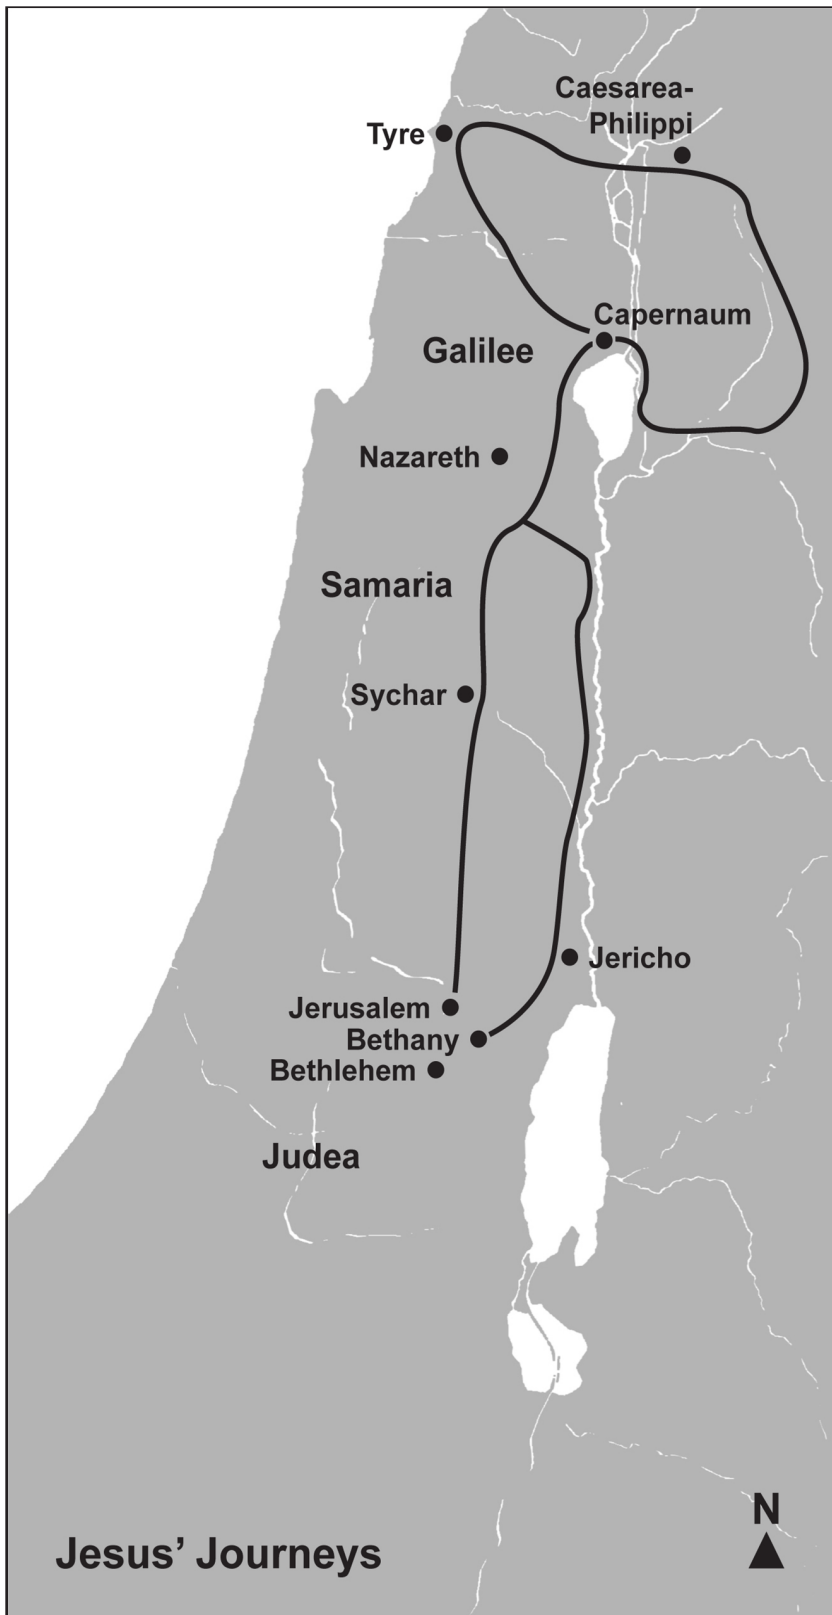 Caesarea-
Philippi
Tyre
Capernaum
Galilee
Nazareth
Samaria
Sychar
Jericho
Jerusalem
Bethany
Bethlehem
Judea
N
Jesus’ Journeys